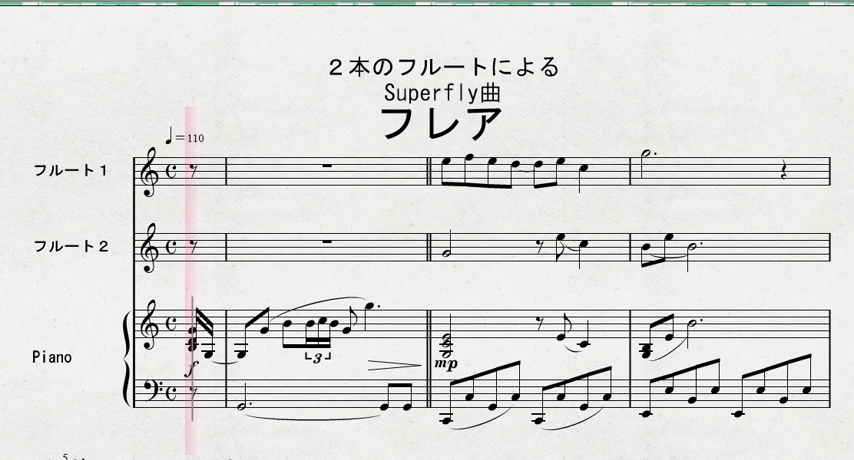 ２本のフルートによる
Superfly曲
フレア
♩=110
フルート１
フルート２
Piano
f
3
mp
5